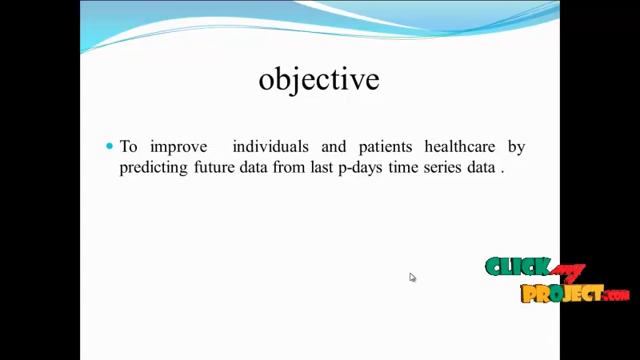 objective
To improve individuals and patients healthcare by
predicting future data from last p-days time series data .
CLICK my
PROJECT.COM